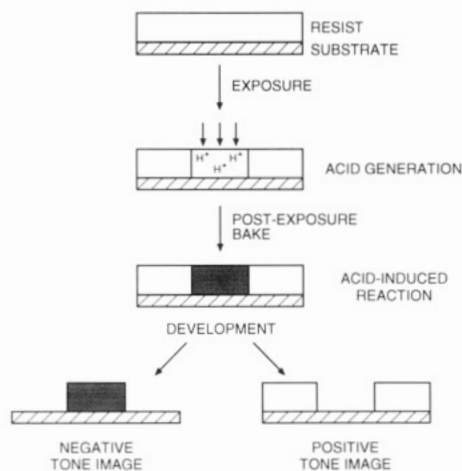 RESIST
SUBSTRATE
EXPOSURE
H⁺ H⁺
H⁺
ACID GENERATION
POST-EXPOSURE
BAKE
ACID-INDUCED
REACTION
DEVELOPMENT
NEGATIVE
TONE IMAGE
POSITIVE
TONE IMAGE